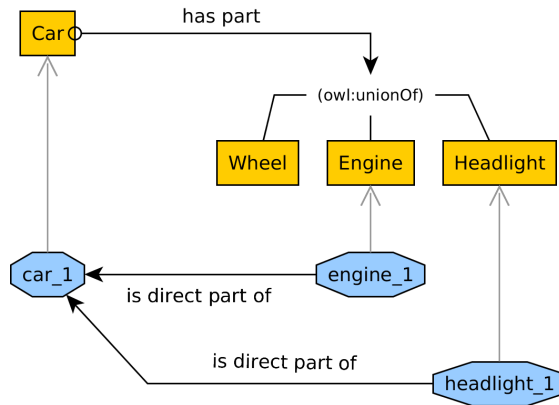 has part
Car
(owl:unionOf)
Wheel
Engine
Headlight
car_1
engine_1
is direct part of
is direct part of
headlight_1